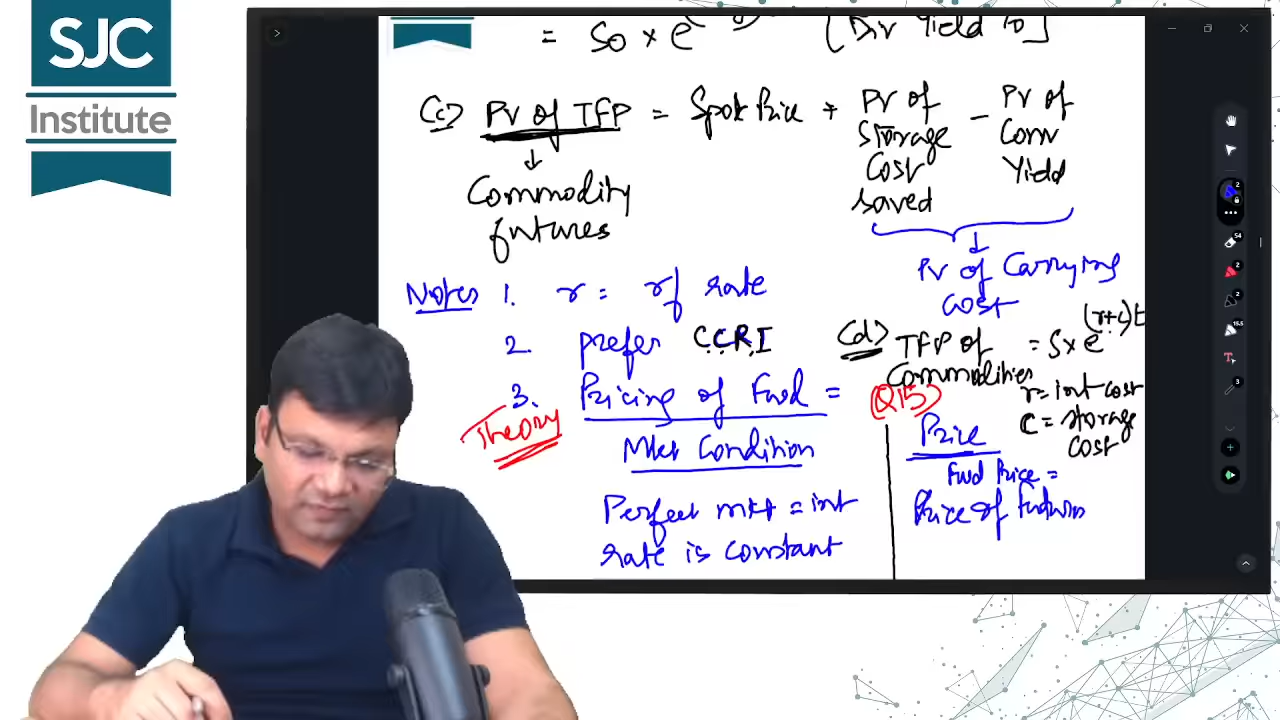 SJC
Institute
= So × e [Div Yield %]
(c) PV of TFP = Spot Price + PV of Storage Cost saved - PV of Conv Yield
↓
Commodity
futures
↓
PV of Carrying
Cost
Notes 1. r = rf rate
2. prefer C.C.R.I
3. Pricing of Fwd =
Mkt Condition
Theory
Perfect mkt = int
rate is constant
(d) TFP of Commodities = S × e^(r+c)t
r = int cost
c = storage
cost
(Q15)
Price
Fwd Price =
Price of Futures